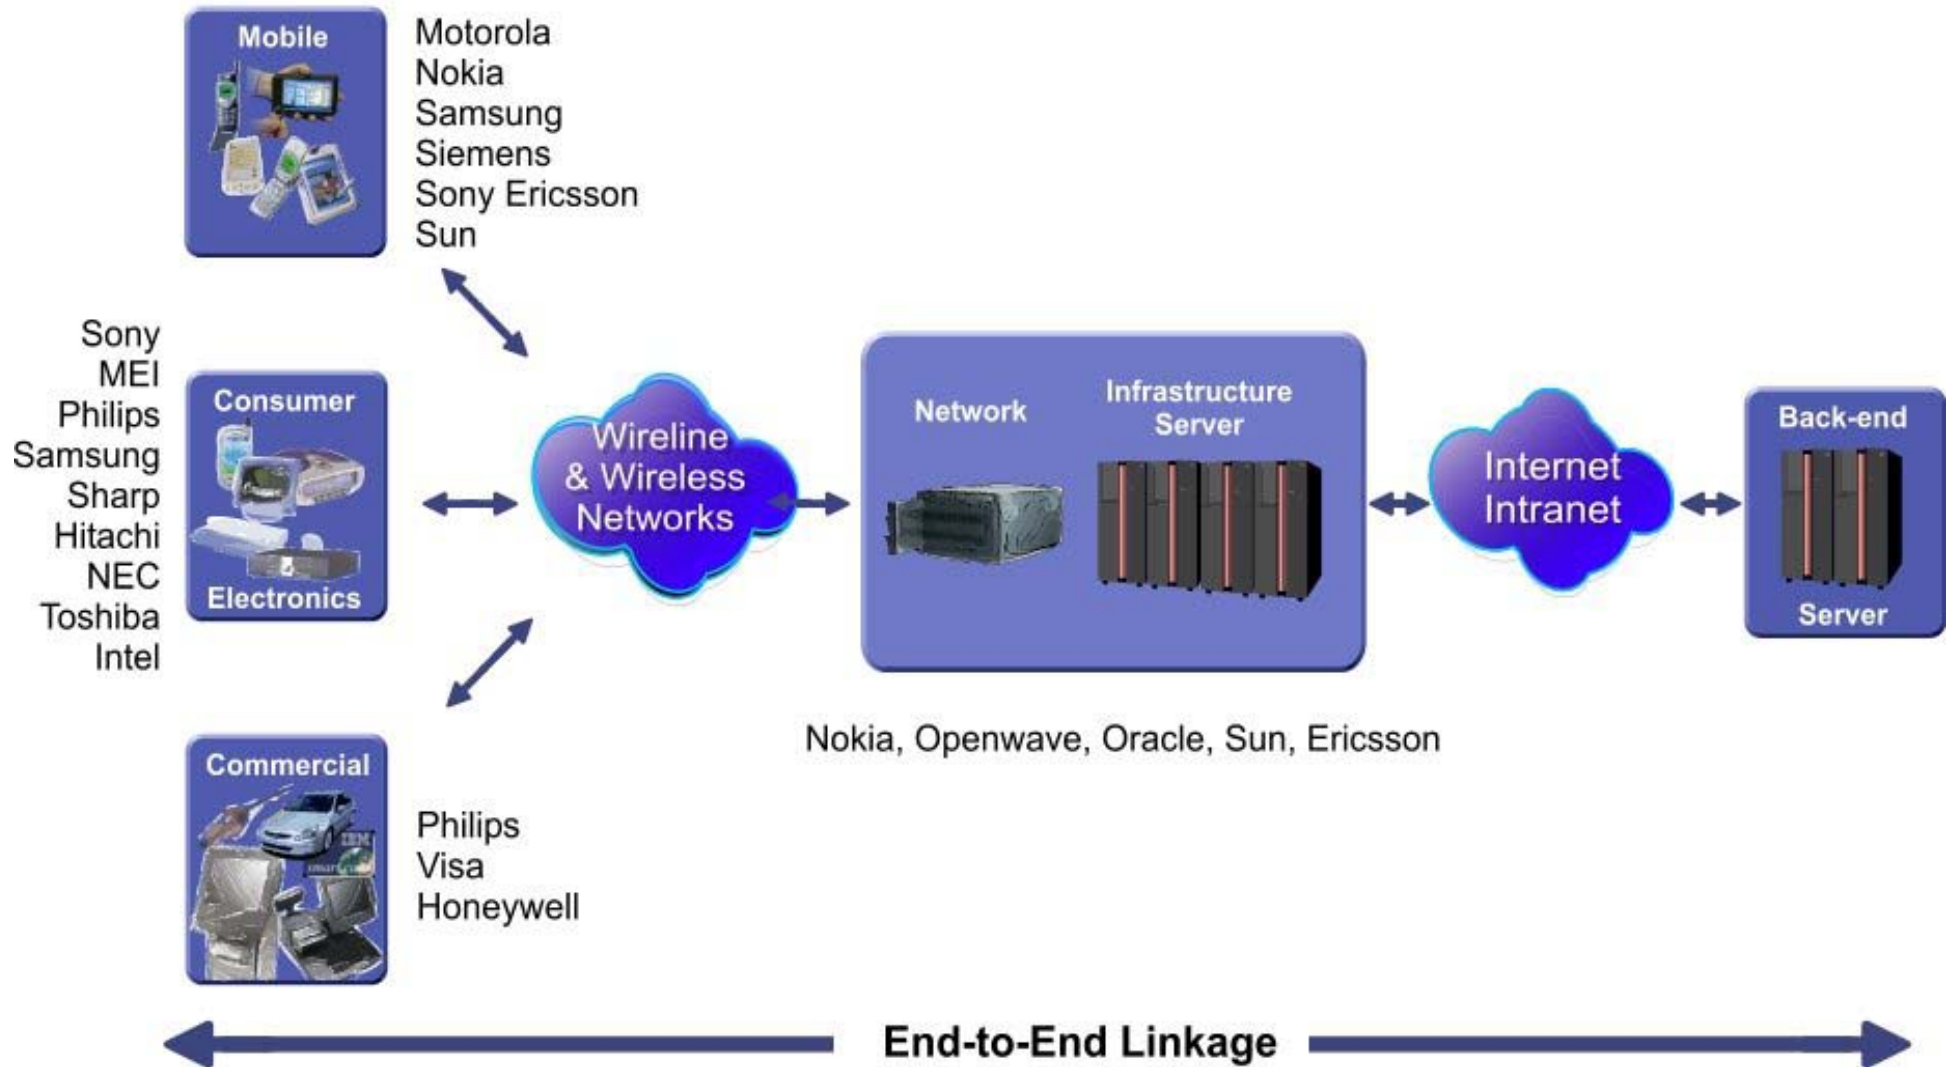 Mobile
Motorola
Nokia
Samsung
Siemens
Sony Ericsson
Sun
Sony
MEI
Philips
Samsung
Sharp
Hitachi
NEC
Toshiba
Intel
Consumer
Electronics
Wireline
& Wireless
Networks
Network
Infrastructure
Server
Internet
Intranet
Back-end
Server
Nokia, Openwave, Oracle, Sun, Ericsson
Commercial
IBM
Philips
Visa
Honeywell
End-to-End Linkage